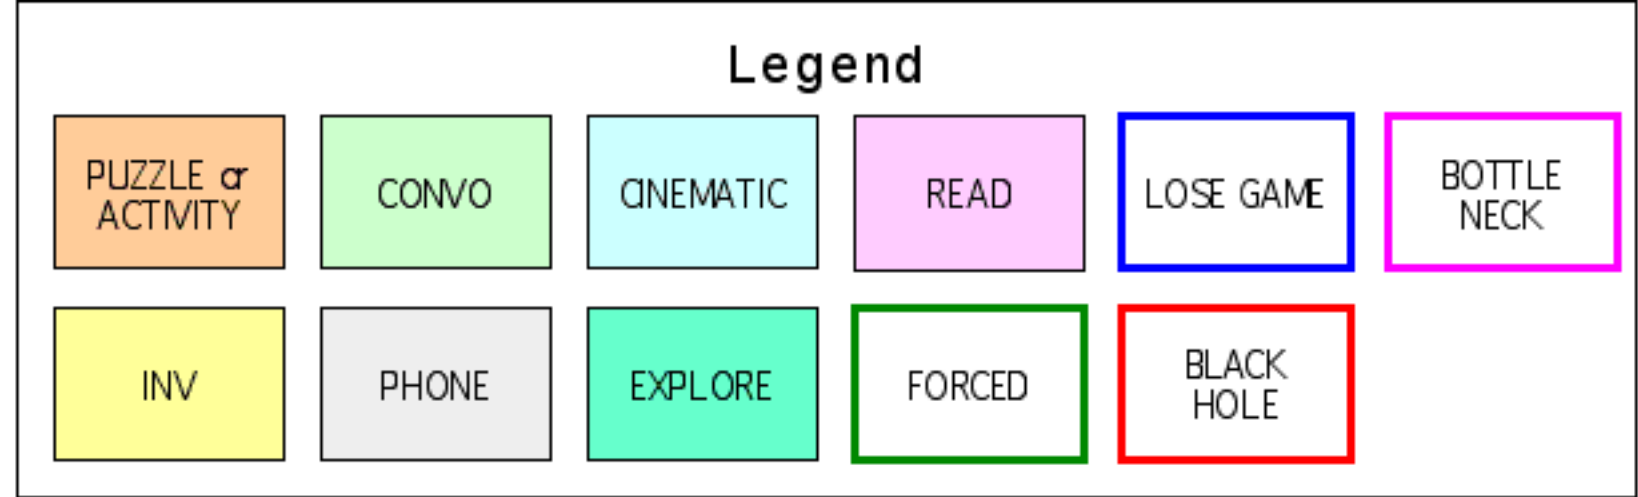 Legend
PUZZLE or
ACTIVITY
CONVO
CINEMATIC
READ
LOSE GAME
BOTTLE
NECK
INV
PHONE
EXPLORE
FORCED
BLACK
HOLE